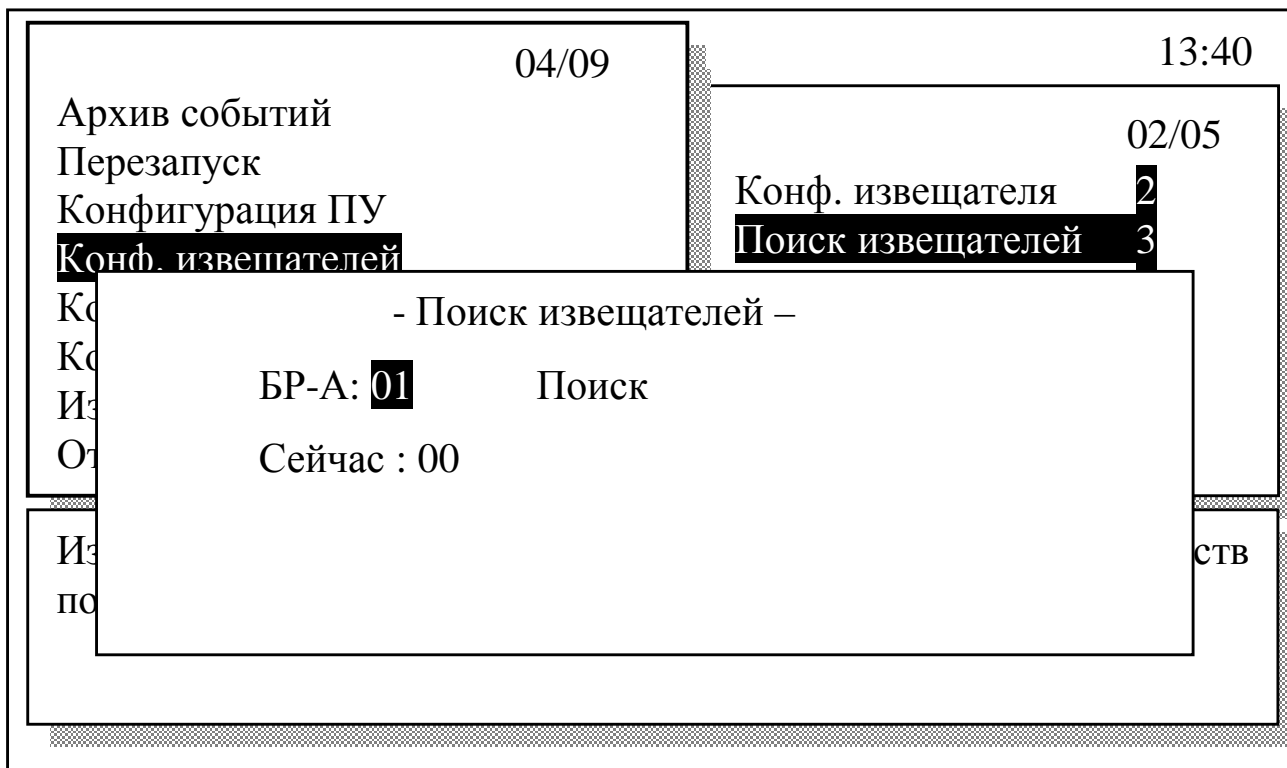 04/09
Архив событий
Перезапуск
Конфигурация ПУ
Конф. извещателей
13:40
02/05
Конф. извещателя 2
Поиск извещателей 3
- Поиск извещателей –
БР-А: 01 Поиск
Сейчас : 00